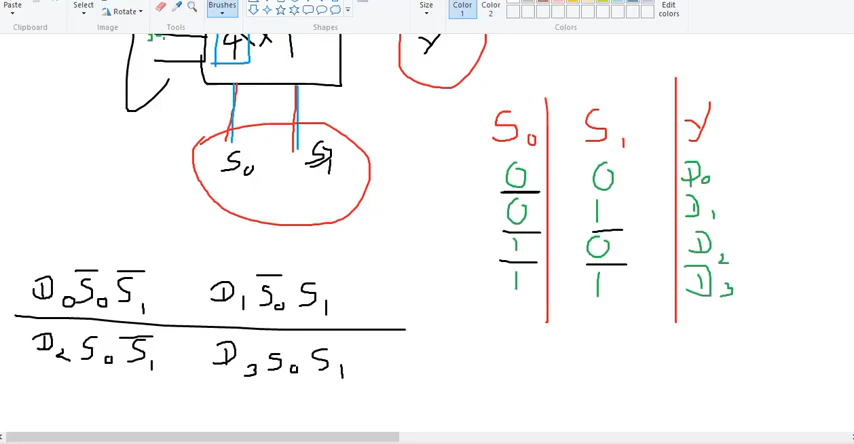 Paste
Select
Rotate
Brushes
Size
Color 1
Color 2
Edit colors
Clipboard
Image
Tools
Shapes
Colors
4 x 1
Y
S₀ S₁
S₀ S₁ Y
0 0 D₀
0 1 D₁
1 0 D₂
1 1 D₃
D₀ S̅₀ S̅₁ D₁ S̅₀ S₁
D₂ S₀ S̅₁ D₃ S₀ S₁